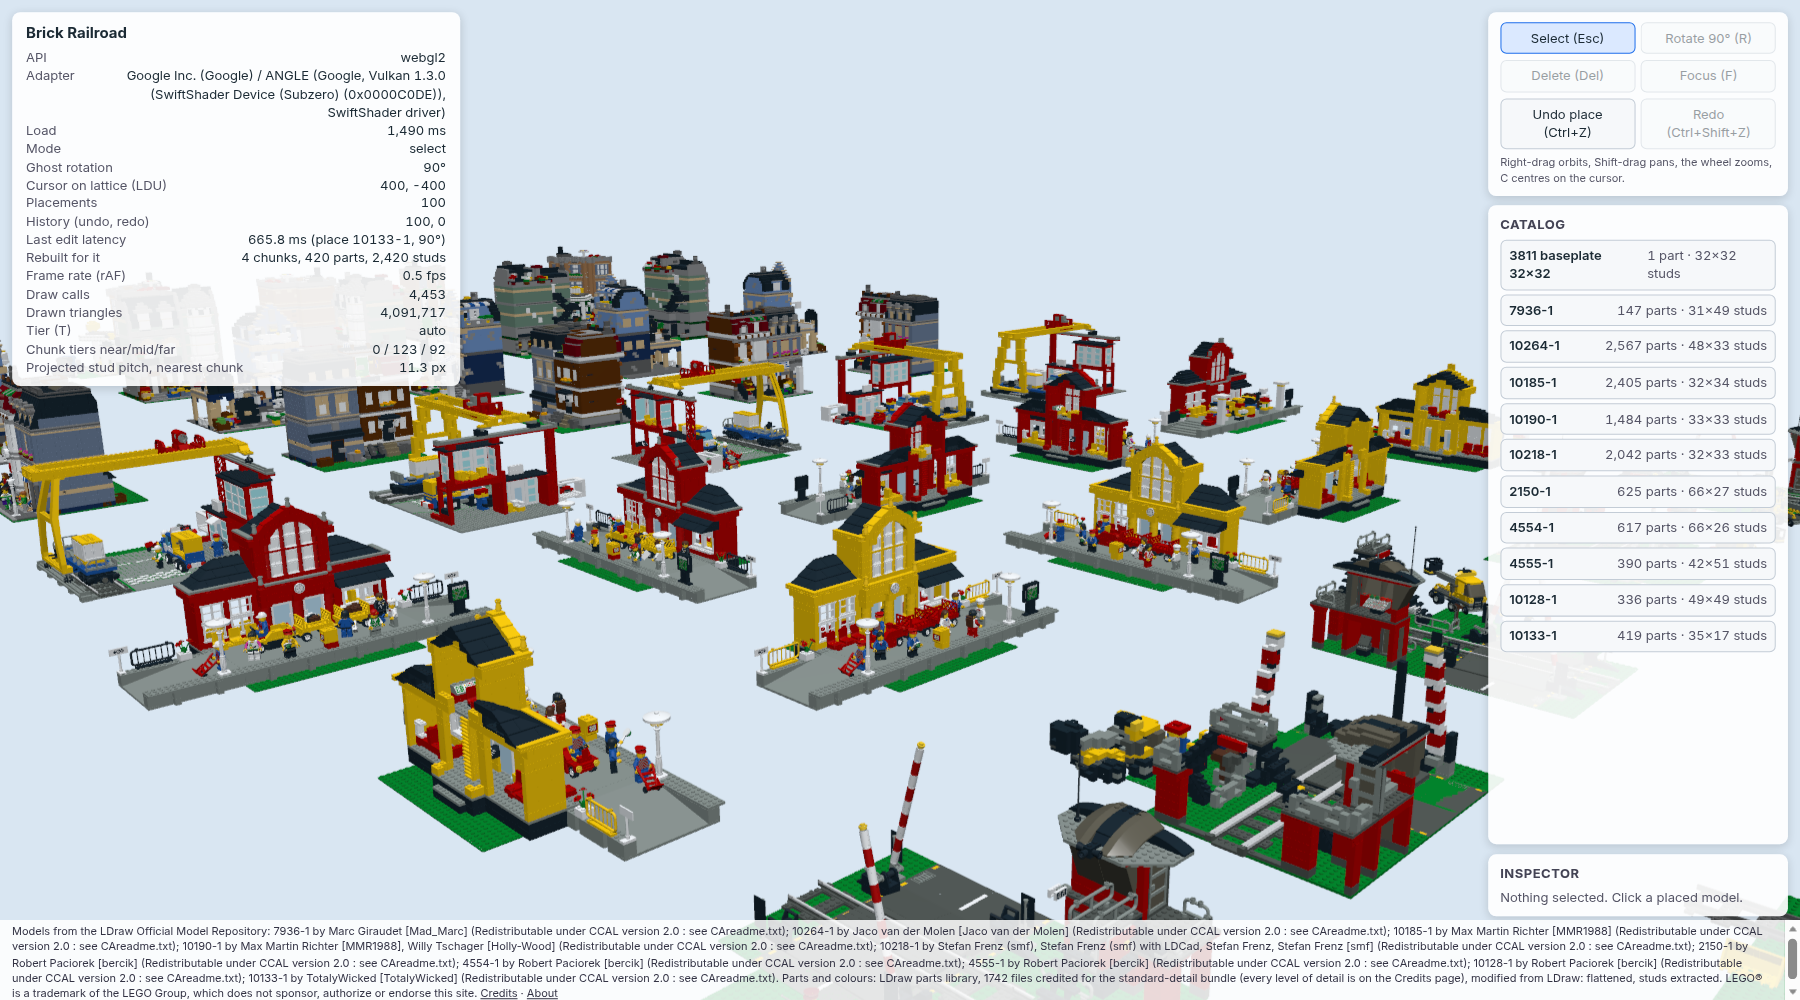 Brick Railroad
API webgl2
Adapter Google Inc. (Google) / ANGLE (Google, Vulkan 1.3.0
(SwiftShader Device (Subzero) (0x0000C0DE)),
SwiftShader driver)
Load 1,490 ms
Mode select
Ghost rotation 90°
Cursor on lattice (LDU) 400, -400
Placements 100
History (undo, redo) 100, 0
Last edit latency 665.8 ms (place 10133-1, 90°)
Rebuilt for it 4 chunks, 420 parts, 2,420 studs
Frame rate (rAF) 0.5 fps
Draw calls 4,453
Drawn triangles 4,091,717
Tier (T) auto
Chunk tiers near/mid/far 0 / 123 / 92
Projected stud pitch, nearest chunk 11.3 px
Select (Esc) Rotate 90° (R)
Delete (Del) Focus (F)
Undo place (Ctrl+Z)
Redo (Ctrl+Shift+Z)
Right-drag orbits, Shift-drag pans, the wheel zooms,
C centres on the cursor.
CATALOG
3811 baseplate 32×32 1 part · 32×32 studs
7936-1 147 parts · 31×49 studs
10264-1 2,567 parts · 48×33 studs
10185-1 2,405 parts · 32×34 studs
10190-1 1,484 parts · 33×33 studs
10218-1 2,042 parts · 32×33 studs
2150-1 625 parts · 66×27 studs
4554-1 617 parts · 66×26 studs
4555-1 390 parts · 42×51 studs
10128-1 336 parts · 49×49 studs
10133-1 419 parts · 35×17 studs
INSPECTOR
Nothing selected. Click a placed model.
Models from the LDraw Official Model Repository: 7936-1 by Marc Giraudet [Mad_Marc] (Redistributable under CCAL version 2.0 : see CAreadme.txt); 10264-1 by Jaco van der Molen [Jaco van der Molen] (Redistributable under CCAL version 2.0 : see CAreadme.txt); 10185-1 by Max Martin Richter [MMR1988] (Redistributable under CCAL
version 2.0 : see CAreadme.txt); 10190-1 by Max Martin Richter [MMR1988], Willy Tschager [Holly-Wood] (Redistributable under CCAL version 2.0 : see CAreadme.txt); 10218-1 by Stefan Frenz (smf), Stefan Frenz (smf) with LDCad, Stefan Frenz, Stefan Frenz [smf] (Redistributable under CCAL version 2.0 : see CAreadme.txt); 2150-1 by
Robert Paciorek [bercik] (Redistributable under CCAL version 2.0 : see CAreadme.txt); 4554-1 by Robert Paciorek [bercik] (Redistributable under CCAL version 2.0 : see CAreadme.txt); 4555-1 by Robert Paciorek [bercik] (Redistributable under CCAL version 2.0 : see CAreadme.txt); 10128-1 by Robert Paciorek [bercik] (Redistributable
under CCAL version 2.0 : see CAreadme.txt); 10133-1 by TotalyWicked [TotalyWicked] (Redistributable under CCAL version 2.0 : see CAreadme.txt). Parts and colours: LDraw parts library, 1742 files credited for the standard-detail bundle (every level of detail on the Credits page), modified from LDraw: flattened, studs extracted. LEGO®
is a trademark of the LEGO Group, which does not sponsor, authorize or endorse this site. Credits · About